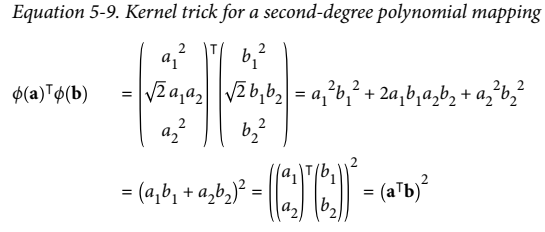 Equation 5-9. Kernel trick for a second-degree polynomial mapping
ϕ(a)ᵀϕ(b) = (a₁² √2 a₁a₂ a₂²)ᵀ (b₁² √2 b₁b₂ b₂²) = a₁²b₁² + 2a₁b₁a₂b₂ + a₂²b₂²
= (a₁b₁ + a₂b₂)² = ((a₁ a₂)ᵀ (b₁ b₂))² = (aᵀb)²